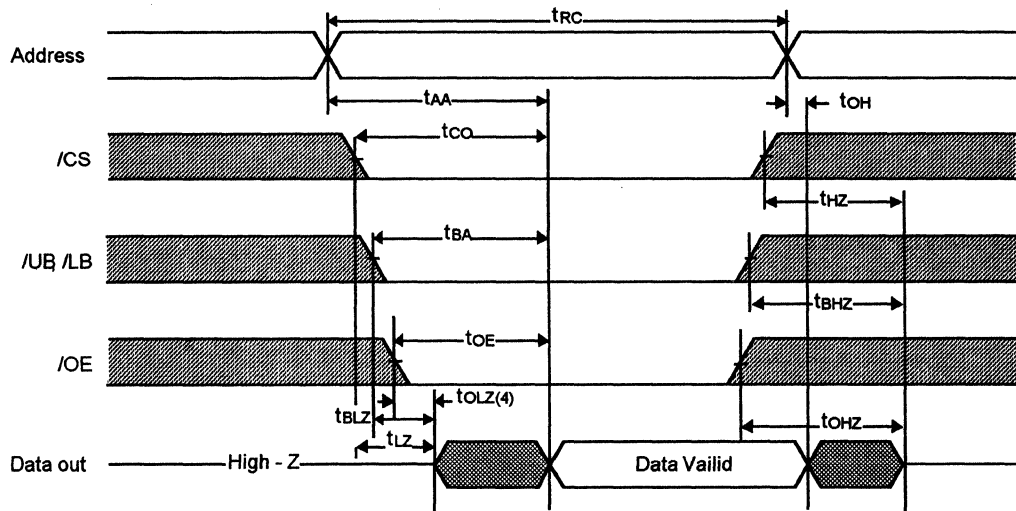 tRC
Address
tAA
tOH
tCO
/CS
tHZ
tBA
/UB, /LB
tBHZ
tOE
/OE
tOLZ(4)
tBLZ
tOHZ
tLZ
Data out
High - Z
Data Vailid